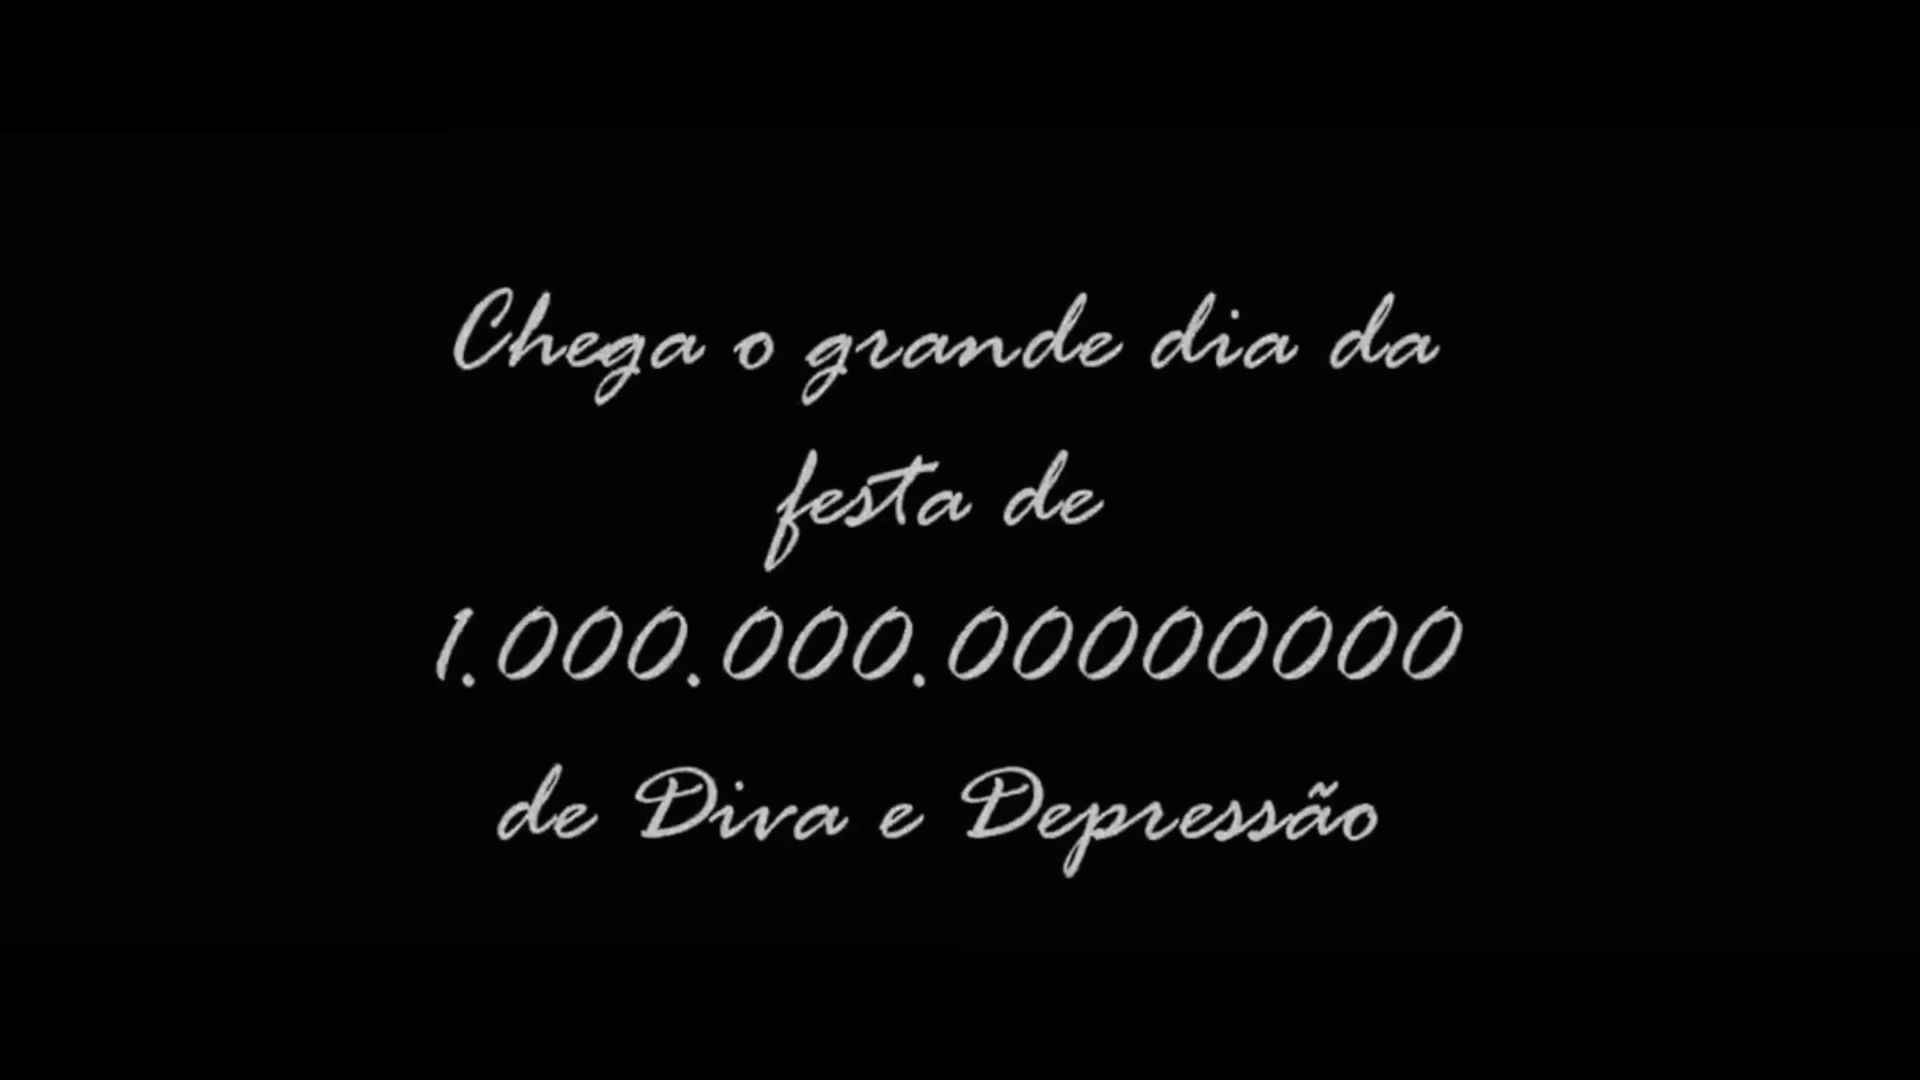 Chega o grande dia da
festa de
1.000.000.00000000
de Diva e Depressão